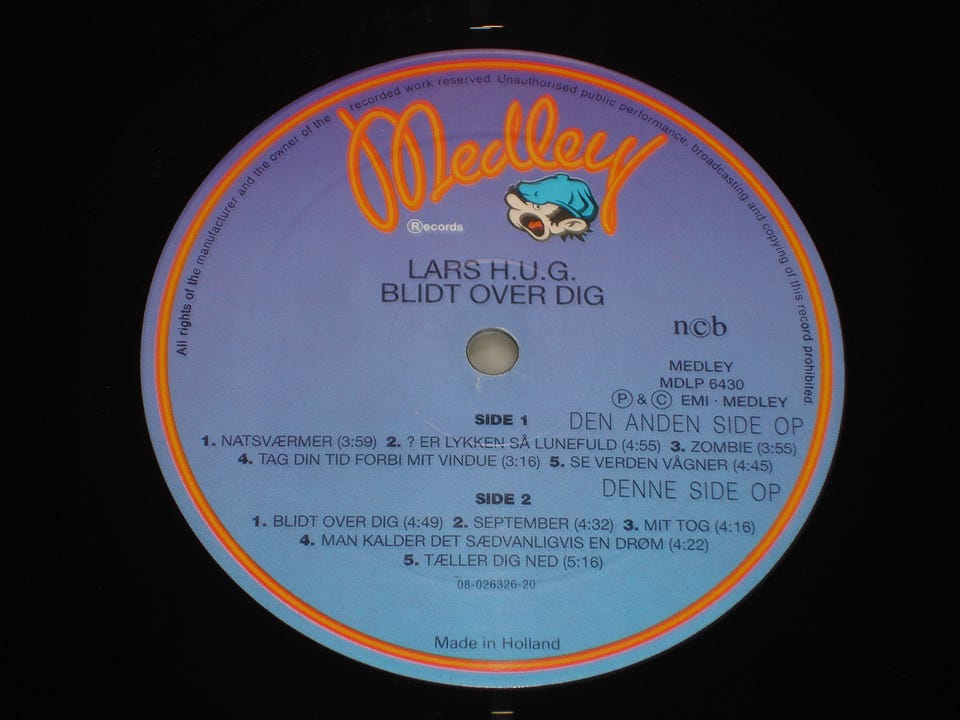 All rights of the manufacturer and the owner of the recorded work reserved. Unauthorised public performance, broadcasting and copying of this record prohibited.
Medley
Ⓡecords
LARS H.U.G.
BLIDT OVER DIG
n©b
MEDLEY
MDLP 6430
Ⓟ & Ⓒ EMI · MEDLEY
SIDE 1 DEN ANDEN SIDE OP
1. NATSVÆRMER (3:59) 2. ? ER LYKKEN SÅ LUNEFULD (4:55) 3. ZOMBIE (3:55)
4. TAG DIN TID FORBI MIT VINDUE (3:16) 5. SE VERDEN VÅGNER (4:45)
SIDE 2 DENNE SIDE OP
1. BLIDT OVER DIG (4:49) 2. SEPTEMBER (4:32) 3. MIT TOG (4:16)
4. MAN KALDER DET SÆDVANLIGVIS EN DRØM (4:22)
5. TÆLLER DIG NED (5:16)
08-026326-20
Made in Holland